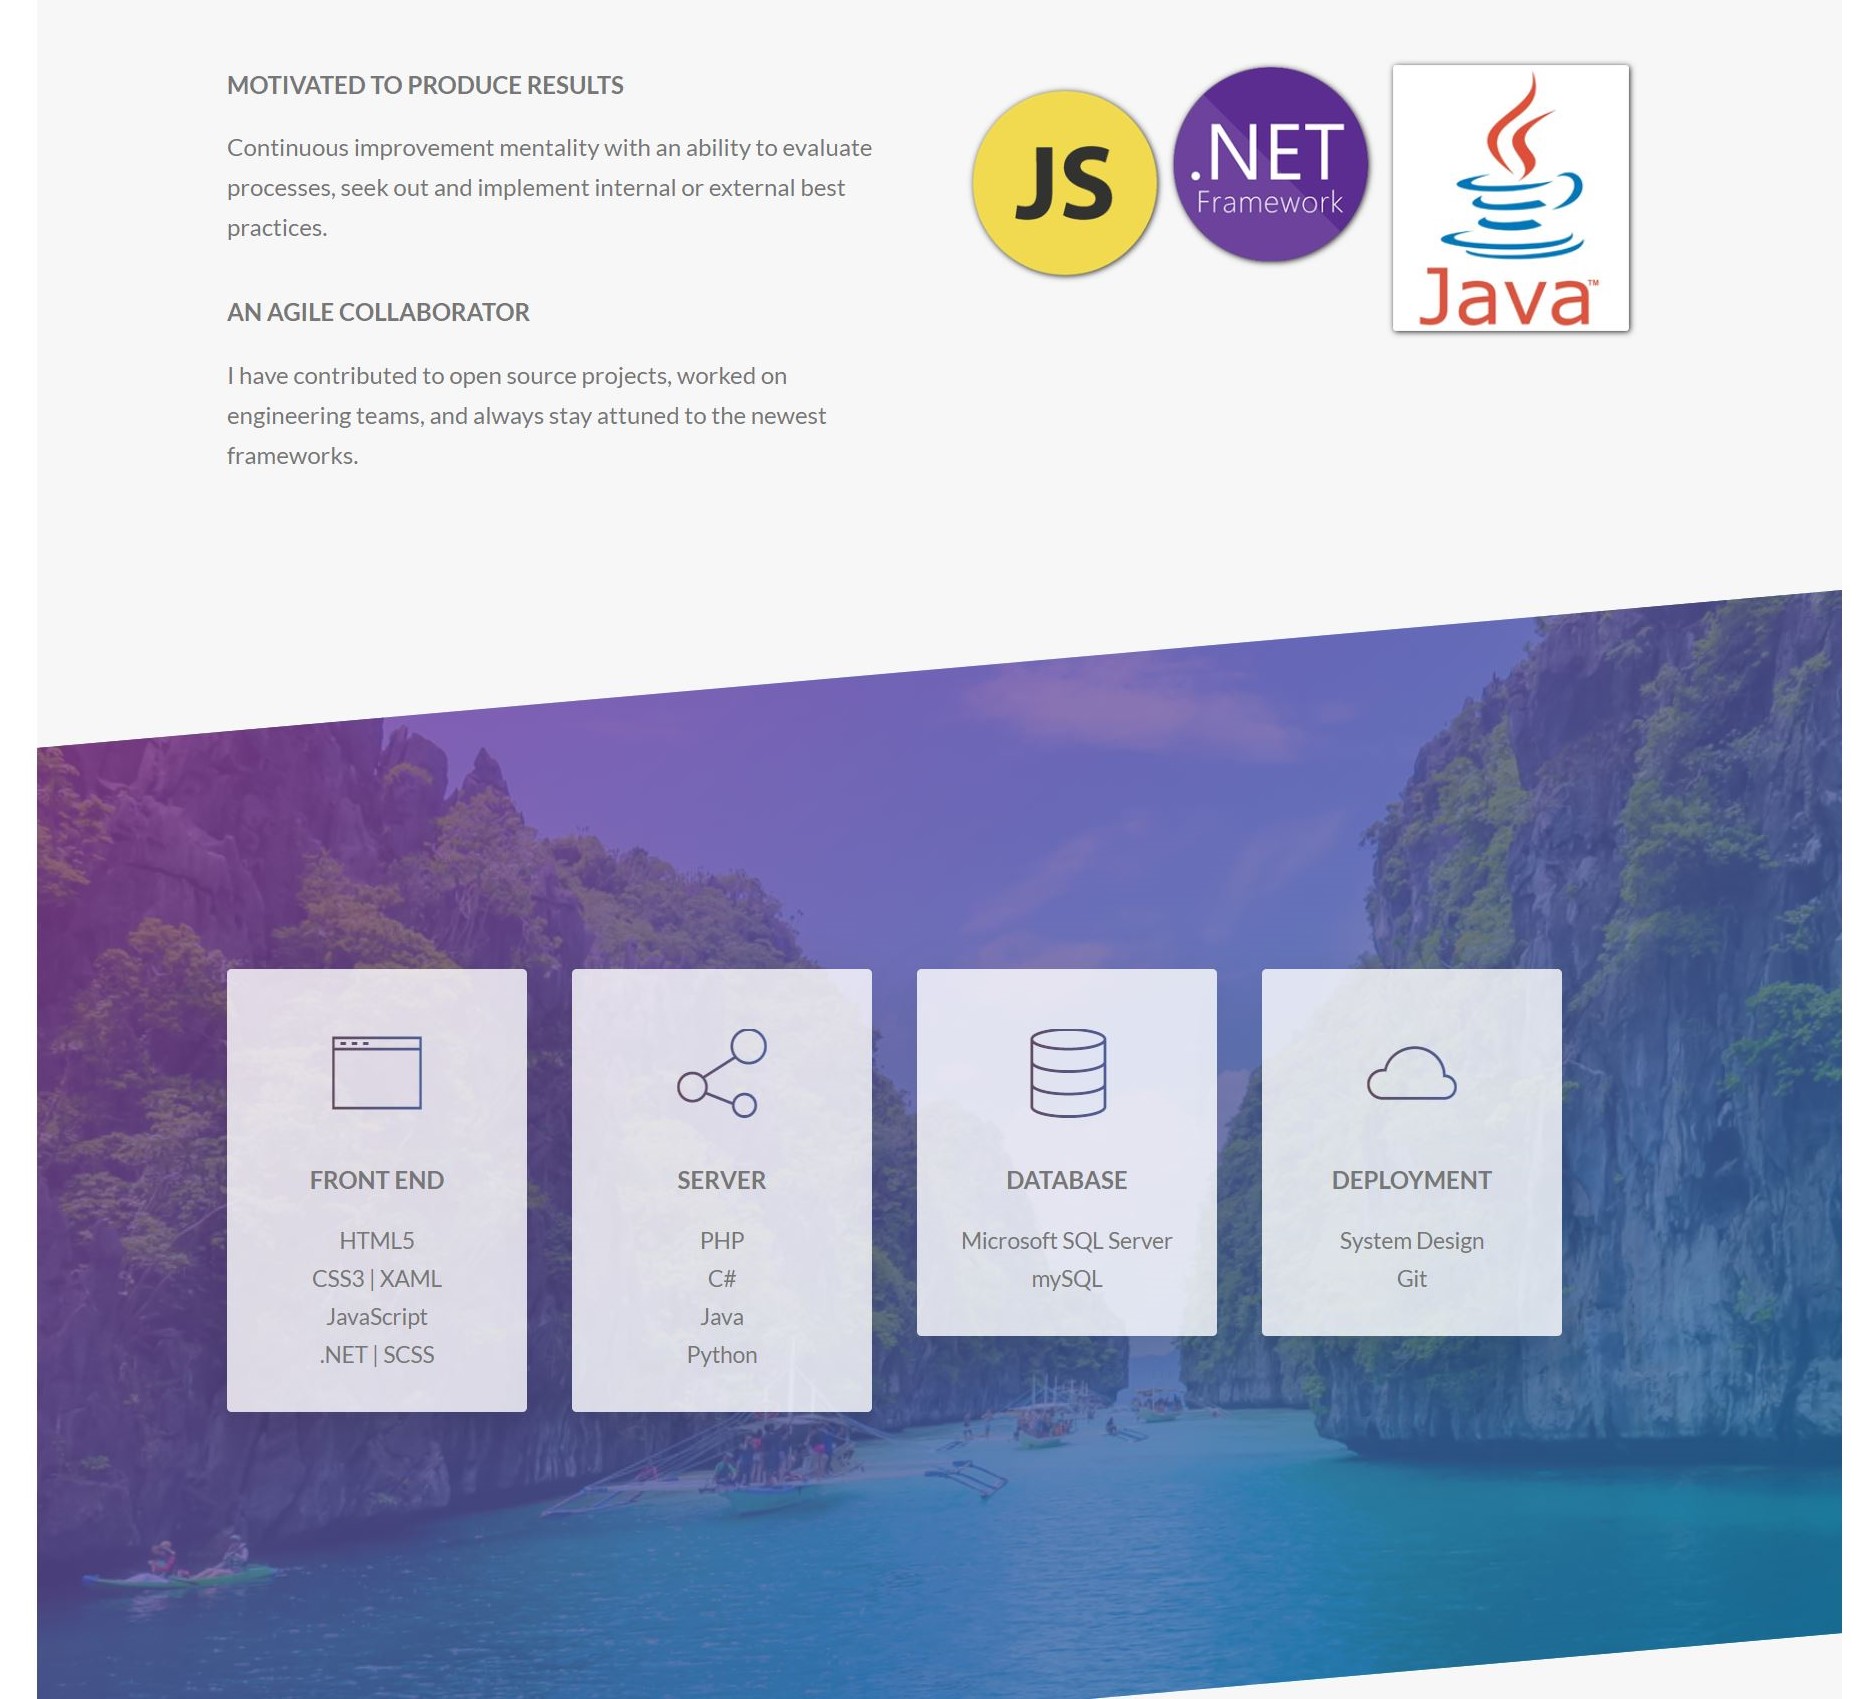 MOTIVATED TO PRODUCE RESULTS
Continuous improvement mentality with an ability to evaluate
processes, seek out and implement internal or external best
practices.
AN AGILE COLLABORATOR
I have contributed to open source projects, worked on
engineering teams, and always stay attuned to the newest
frameworks.
JS
.NET
Framework
Java™
FRONT END
HTML5
CSS3 | XAML
JavaScript
.NET | SCSS
SERVER
PHP
C#
Java
Python
DATABASE
Microsoft SQL Server
mySQL
DEPLOYMENT
System Design
Git